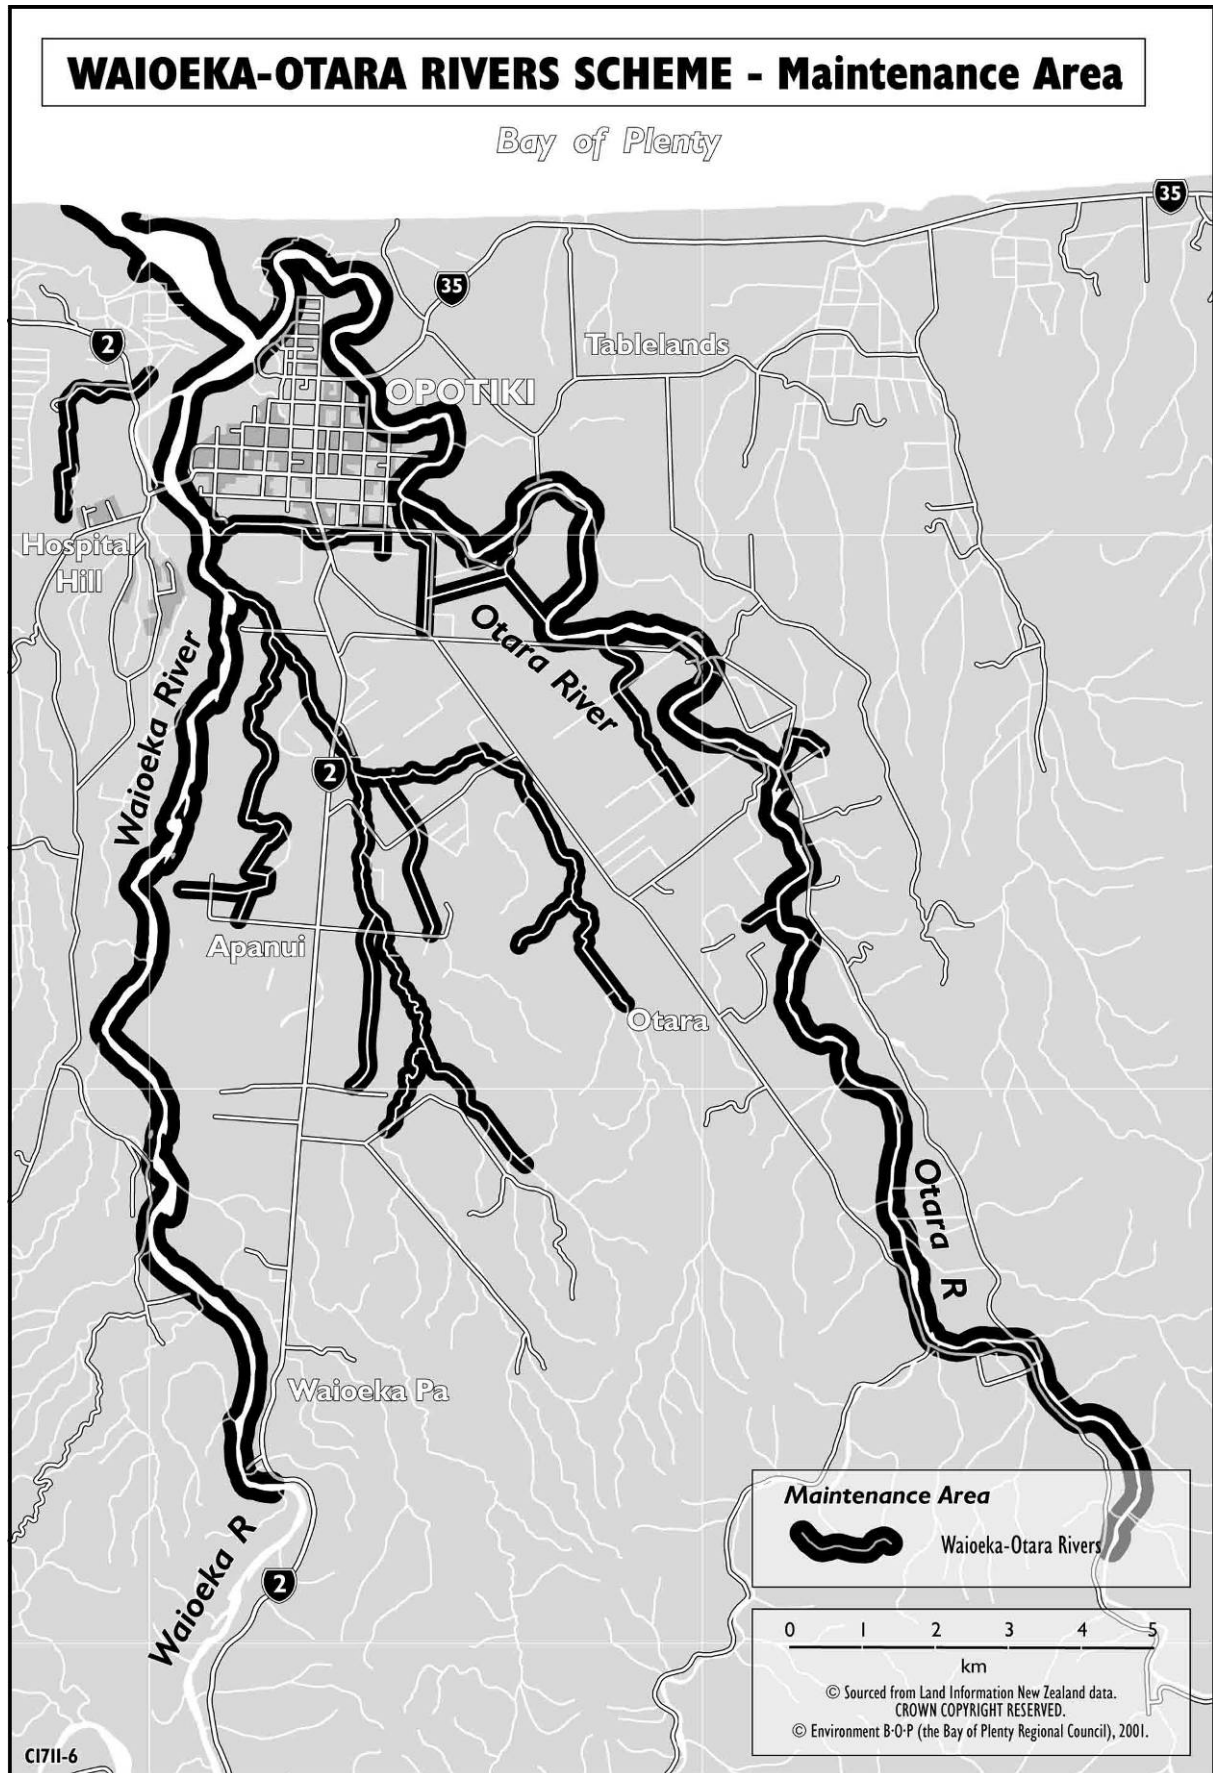 WAIOEKA-OTARA RIVERS SCHEME - Maintenance Area
Bay of Plenty
35
35
2
Tablelands
OPOTIKI
Hospital
Hill
Otara River
Waioeka River
2
Apanui
Otara
Otara R
Waioeka Pa
Waioeka R
2
Maintenance Area
Waioeka-Otara Rivers
0 1 2 3 4 5
km
© Sourced from Land Information New Zealand data.
CROWN COPYRIGHT RESERVED.
© Environment B·O·P (the Bay of Plenty Regional Council), 2001.
C1711-6